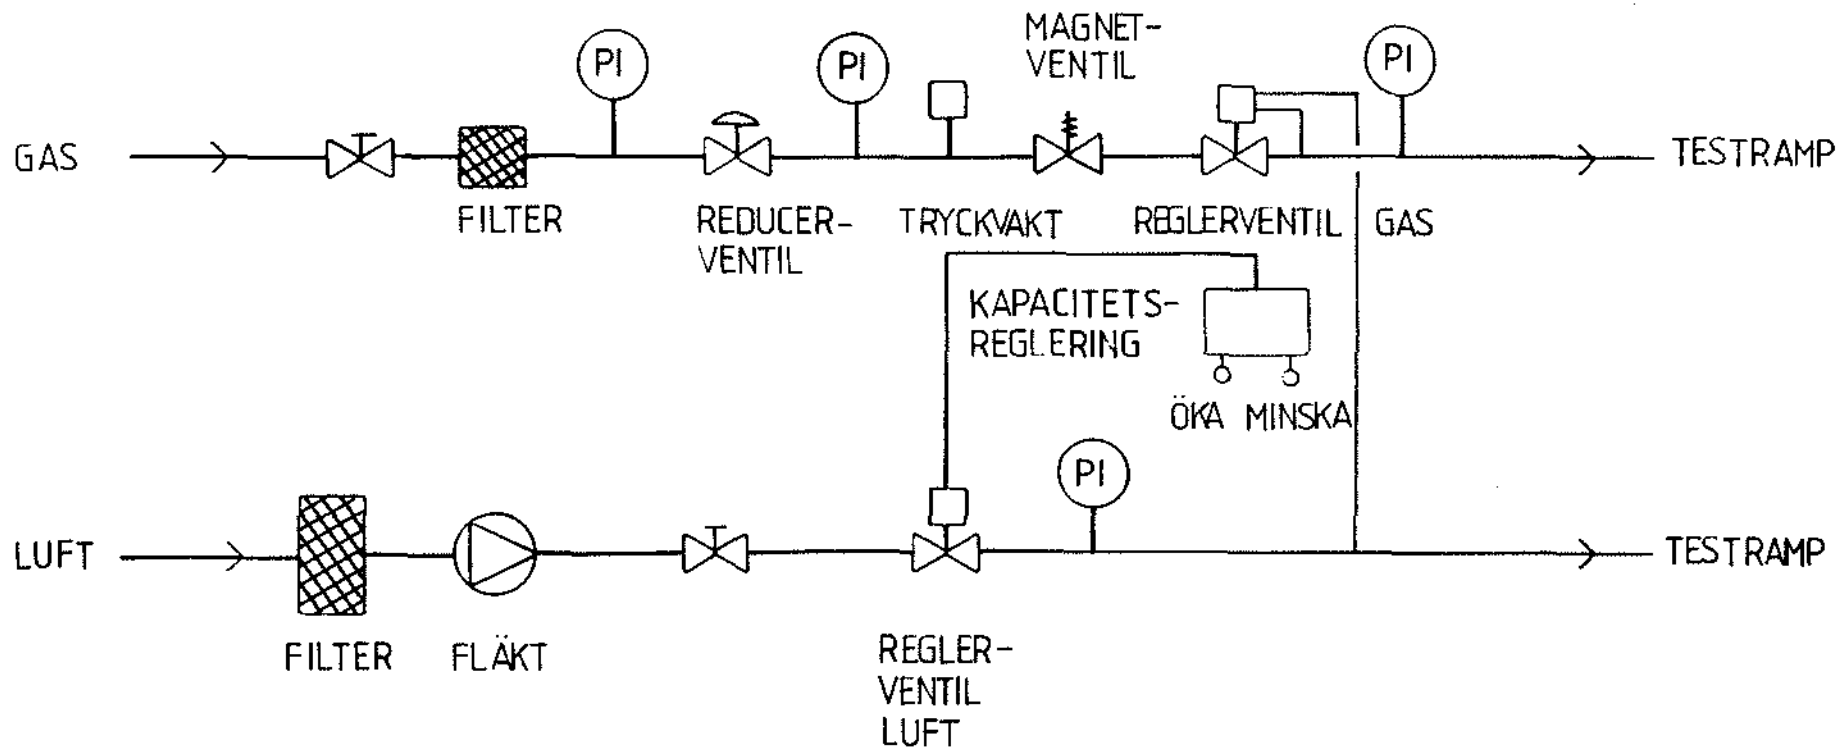 PI
PI
MAGNET-
VENTIL
PI
GAS
TESTRAMP
FILTER
REDUCER-
VENTIL
TRYCKVAKT
REGLERVENTIL GAS
KAPACITETS-
REGLERING
ÖKA MINSKA
PI
LUFT
TESTRAMP
FILTER
FLÄKT
REGLER-
VENTIL
LUFT